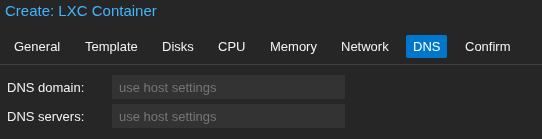 Create: LXC Container
General Template Disks CPU Memory Network DNS Confirm
DNS domain: use host settings
DNS servers: use host settings